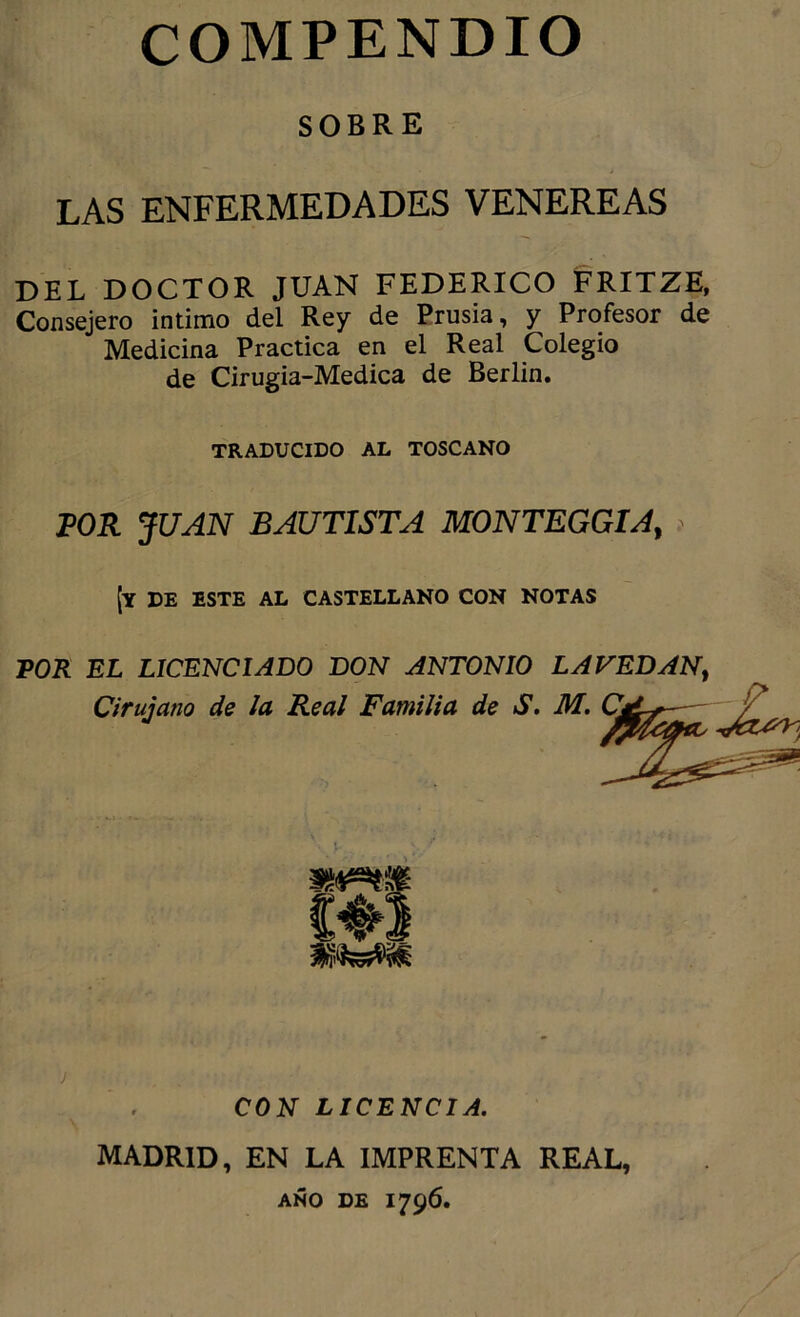 COMPENDIO
SOBRE
LAS ENFERMEDADES VENEREAS
DEL DOCTOR JUAN FEDERICO FRITZE,
Consejero intimo del Rey de Prusia, y Profesor de
Medicina Practica en el Real Colegio
de Cirugia-Medica de Berlin.
TRADUCIDO AL TOSCANO
POR JUAN BAUTISTA MONTEGGIA,
Y DE ESTE AL CASTELLANO CON NOTAS
POR EL LICENCIADO DON ANTONIO LAVEDAN,
Cirujano de la Real Familia de S. M.
CON LICENCIA.
MADRID, EN LA IMPRENTA REAL,
AÑO DE 1796.